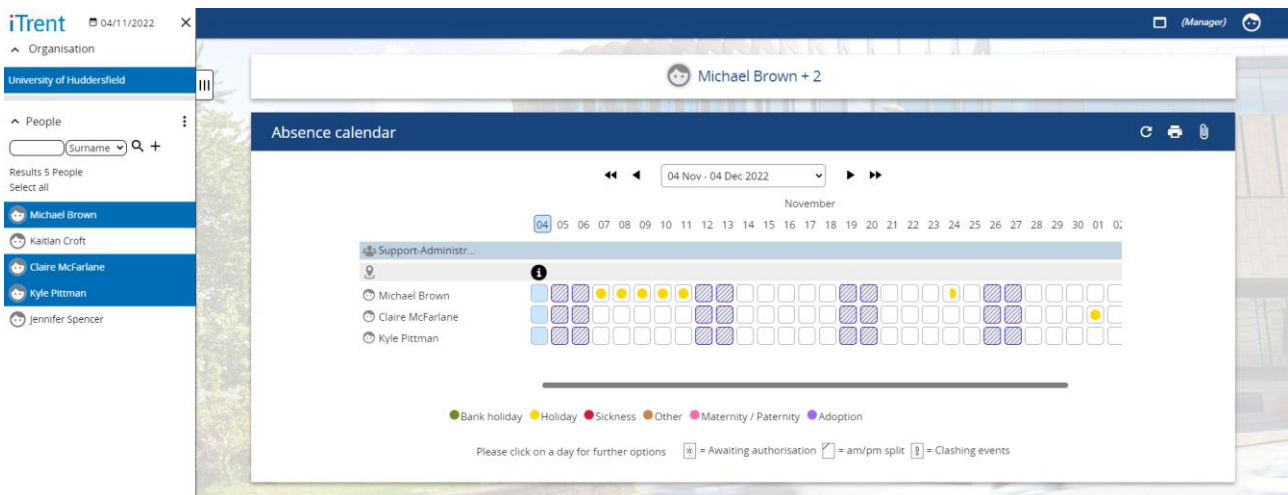 iTrent 04/11/2022
(Manager)
Organisation
University of Huddersfield
People
Surname
Results 5 People
Select all
Michael Brown
Kaitlan Croft
Claire McFarlane
Kyle Pittman
Jennifer Spencer
Michael Brown + 2
Absence calendar
04 Nov - 04 Dec 2022
November
04 05 06 07 08 09 10 11 12 13 14 15 16 17 18 19 20 21 22 23 24 25 26 27 28 29 30 01 02
Support-Administr...
Michael Brown
Claire McFarlane
Kyle Pittman
Bank holiday Holiday Sickness Other Maternity / Paternity Adoption
Please click on a day for further options * = Awaiting authorisation = am/pm split = Clashing events